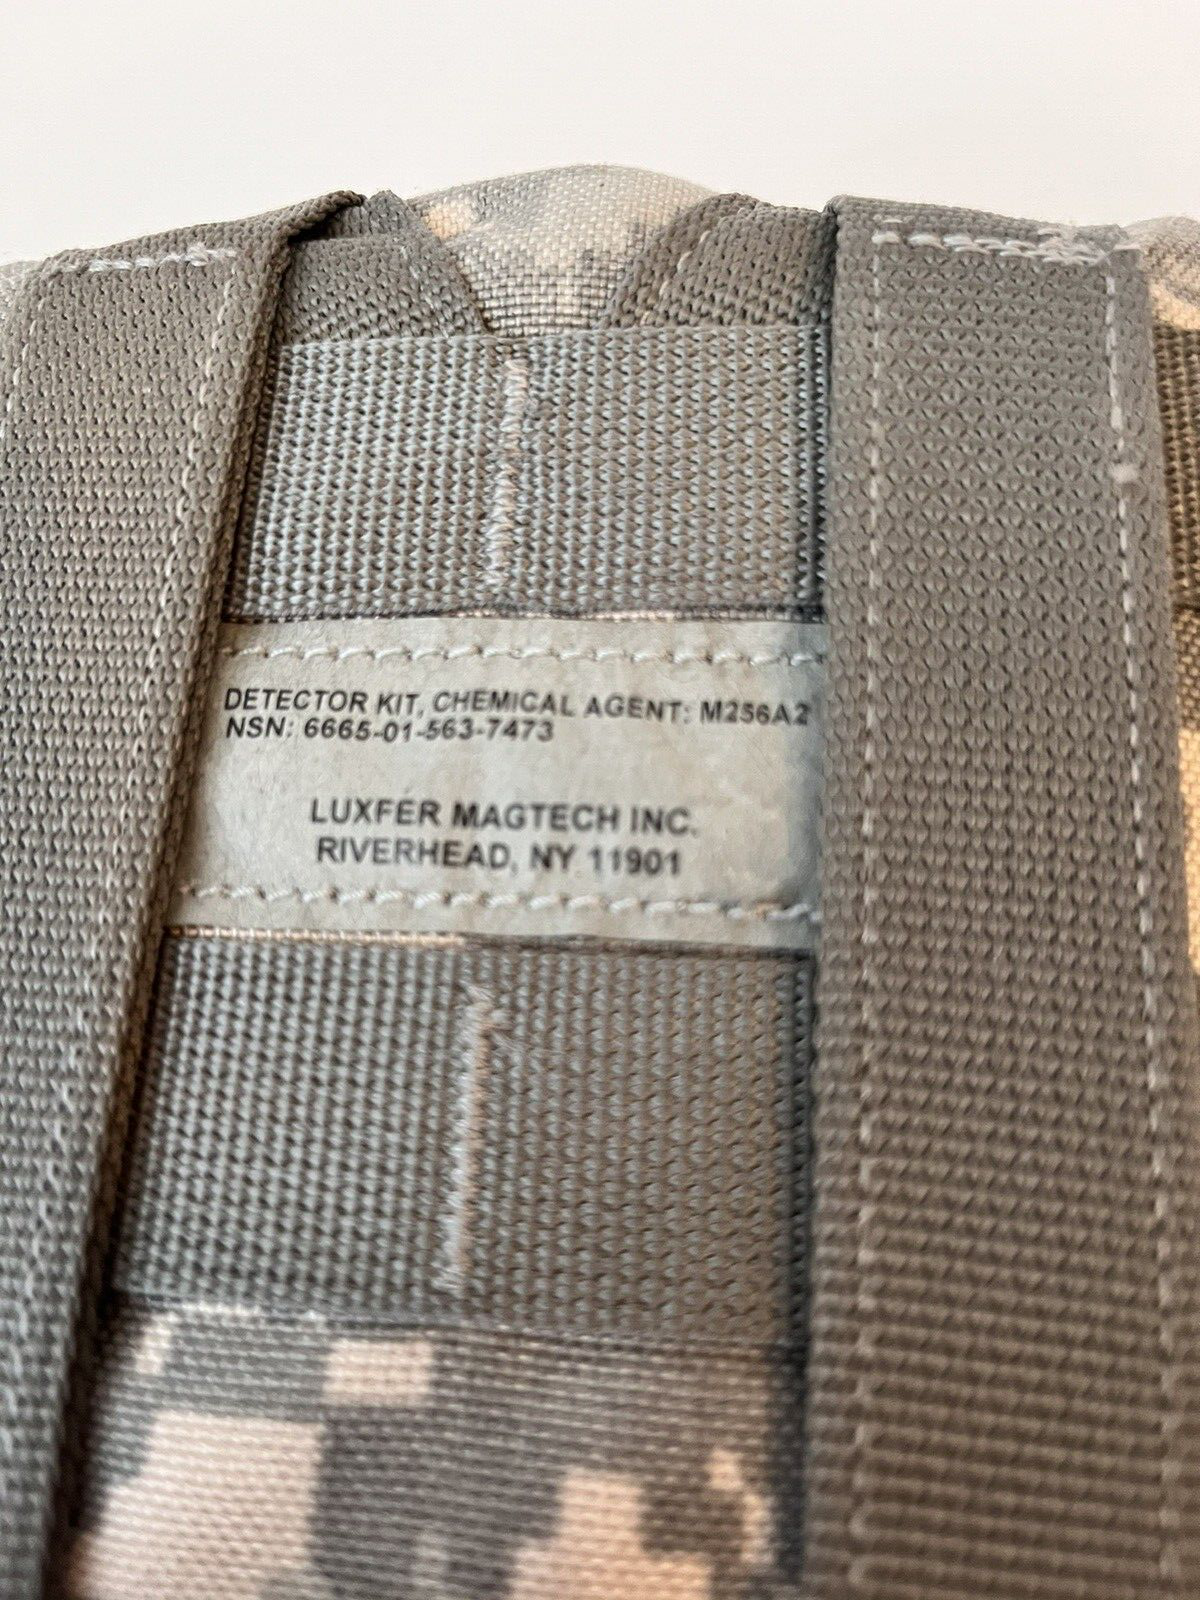 DETECTOR KIT, CHEMICAL AGENT: M256A2
NSN: 6665-01-563-7473
LUXFER MAGTECH INC.
RIVERHEAD, NY 11901